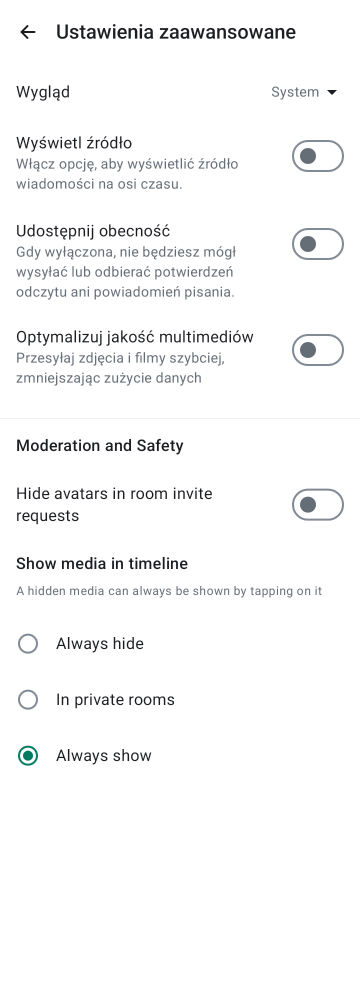 Ustawienia zaawansowane
Wygląd
System
Wyświetl źródło
Włącz opcję, aby wyświetlić źródło
wiadomości na osi czasu.
Udostępnij obecność
Gdy wyłączona, nie będziesz mógł
wysyłać lub odbierać potwierdzeń
odczytu ani powiadomień pisania.
Optymalizuj jakość multimediów
Przesyłaj zdjęcia i filmy szybciej,
zmniejszając zużycie danych
Moderation and Safety
Hide avatars in room invite
requests
Show media in timeline
A hidden media can always be shown by tapping on it
Always hide
In private rooms
Always show